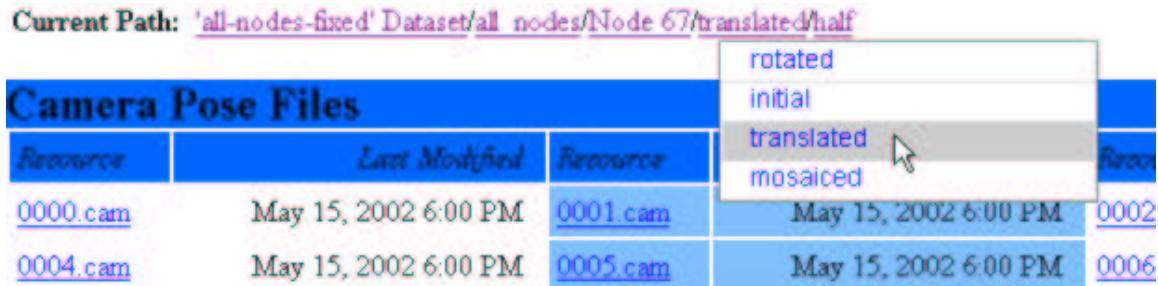 Current Path: 'all-nodes-fixed' Dataset/all_nodes/Node 67/translated/half
rotated
Camera Pose Files
initial
translated
Resource Last Modified Resource
mosaiced
0000.cam May 15, 2002 6:00 PM 0001.cam May 15, 2002 6:00 PM 0002
0004.cam May 15, 2002 6:00 PM 0005.cam May 15, 2002 6:00 PM 0006